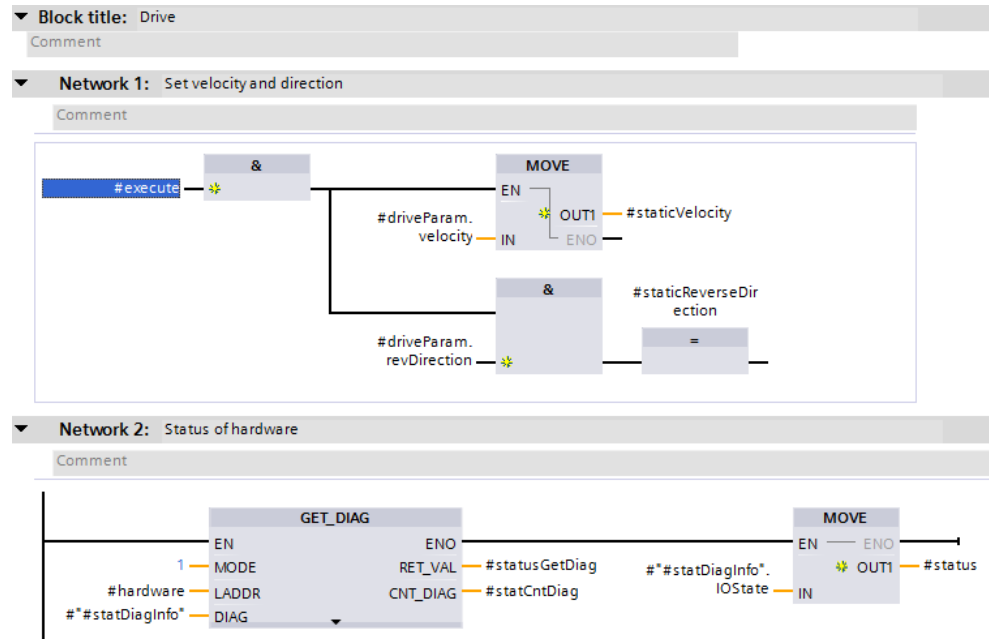 Block title: Drive
Comment
Network 1: Set velocity and direction
Comment
&
MOVE
#execute
EN
#driveParam.
velocity
OUT1
#staticVelocity
IN
ENO
&
#staticReverseDir
ection
#driveParam.
revDirection
=
Network 2: Status of hardware
Comment
GET_DIAG
MOVE
EN
ENO
EN
ENO
1
MODE
RET_VAL
#statusGetDiag
#"#statDiagInfo".
IOState
OUT1
#status
#hardware
LADDR
CNT_DIAG
#statCntDiag
IN
#"#statDiagInfo"
DIAG